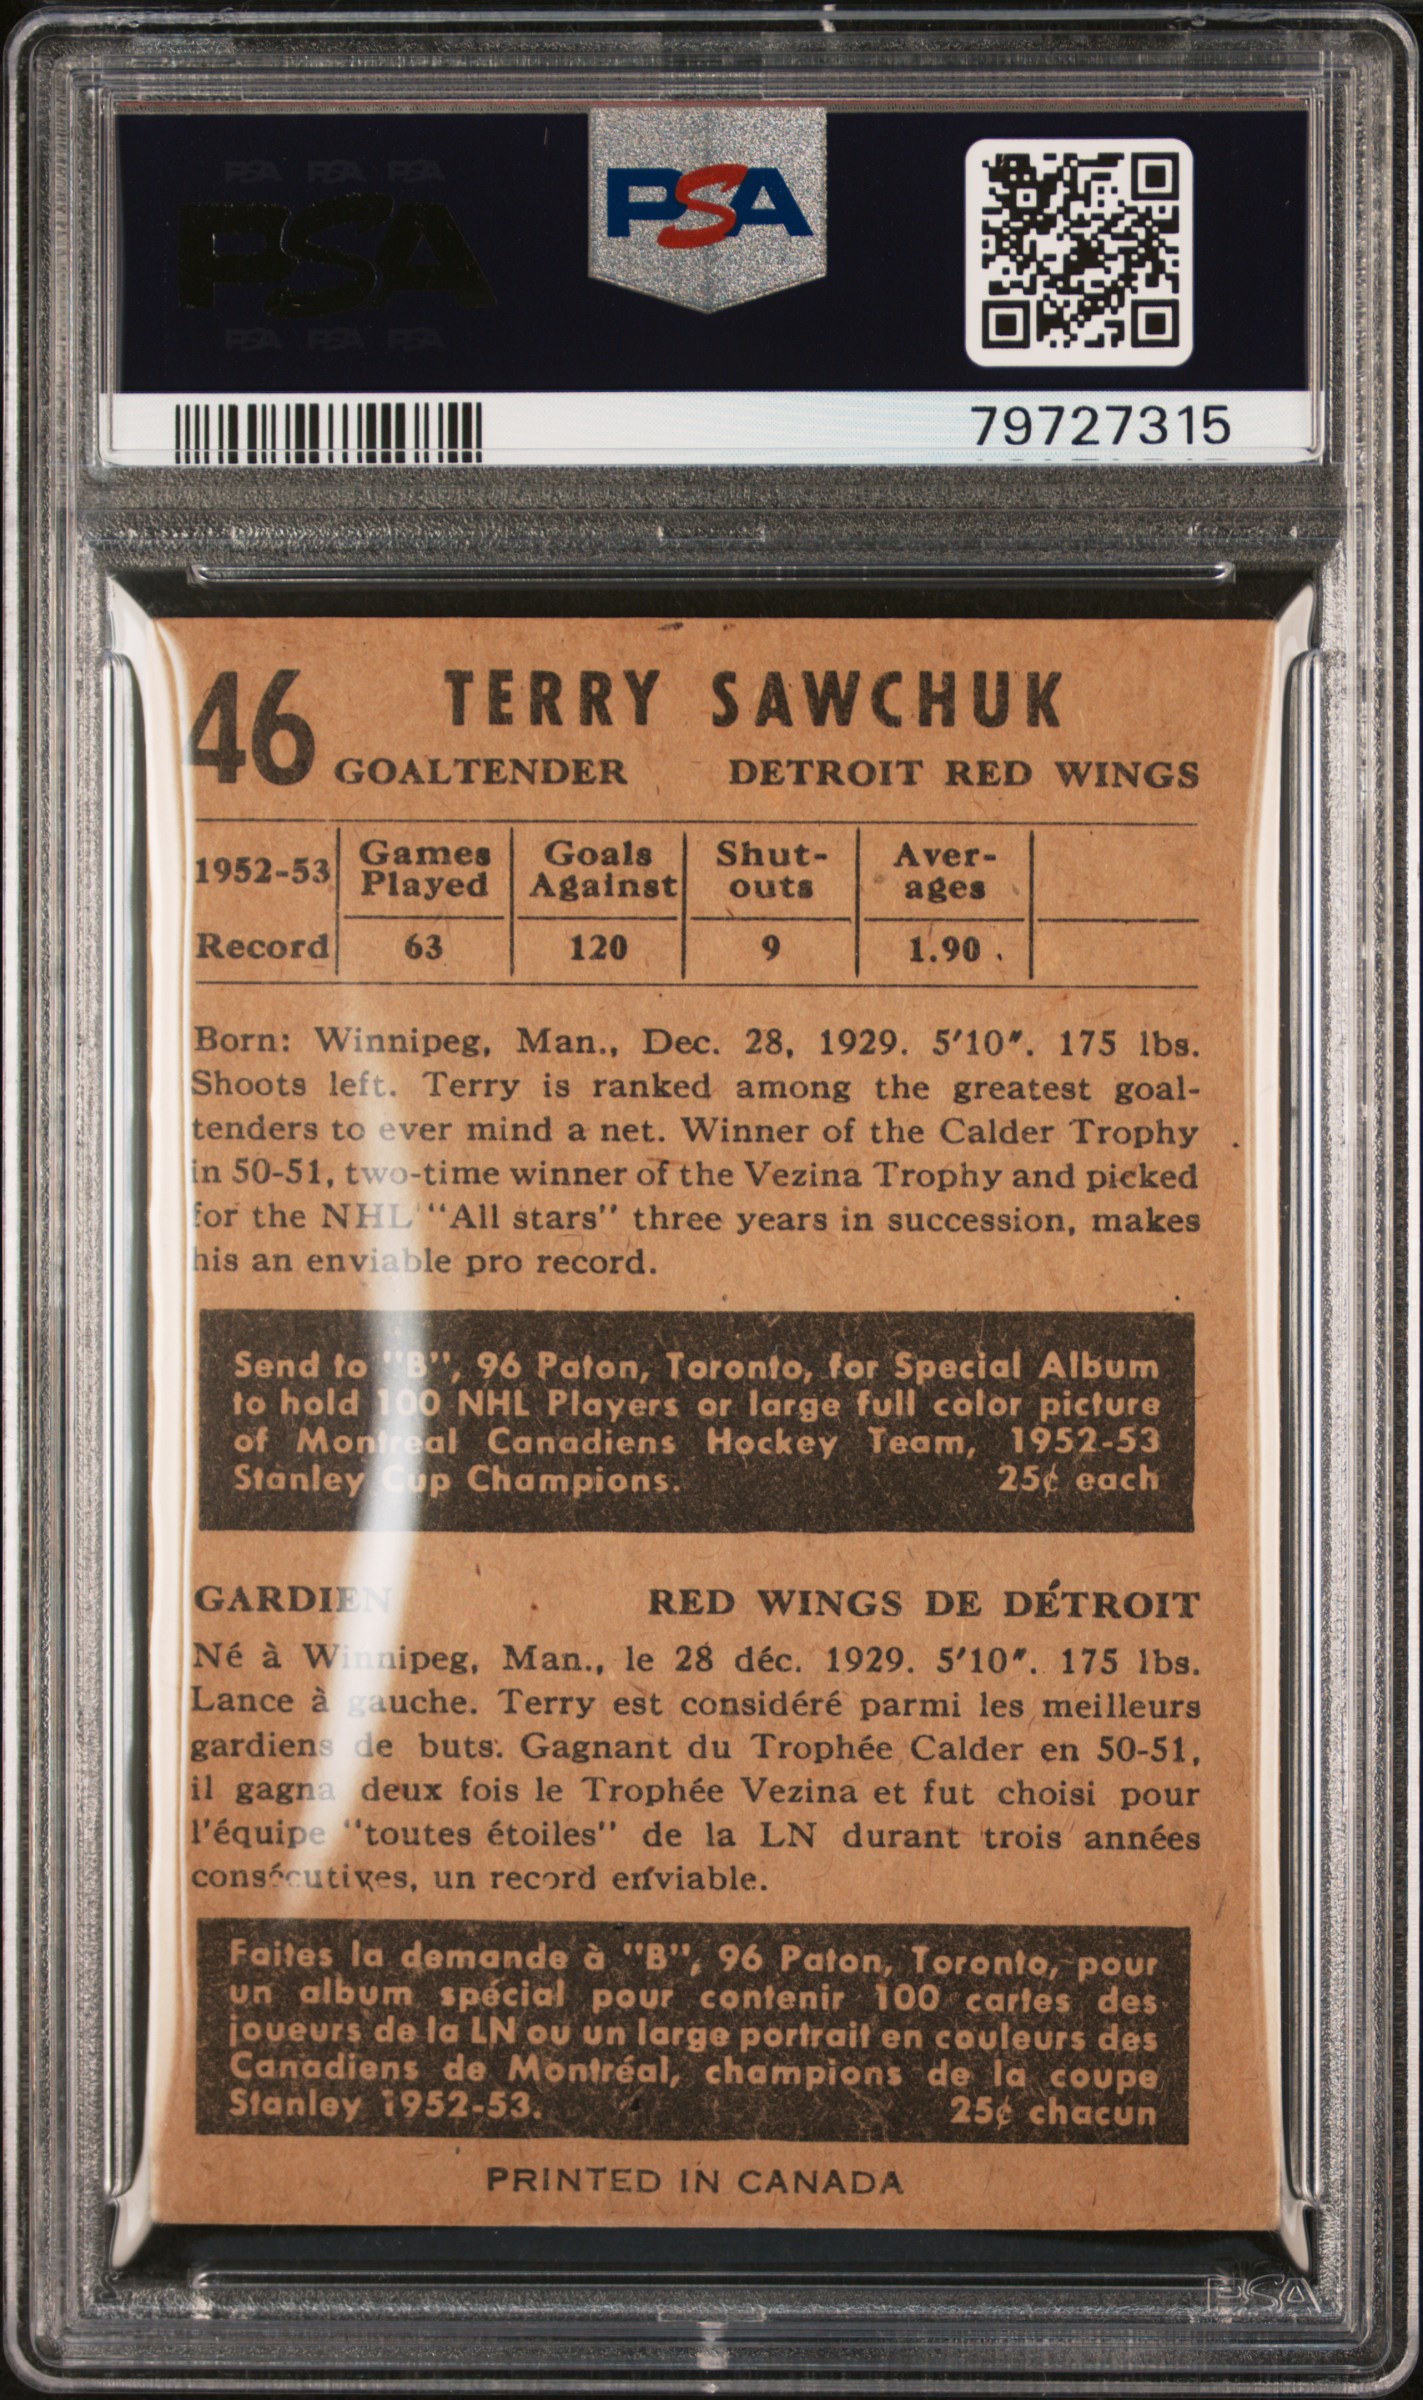 PSA PSA PSA
PSA
PSA PSA PSA
PSA
79727315
46 TERRY SAWCHUK
GOALTENDER DETROIT RED WINGS
1952-53 Games Played Goals Against Shut-outs Aver-ages
Record 63 120 9 1.90
Born: Winnipeg, Man., Dec. 28, 1929. 5'10". 175 lbs.
Shoots left. Terry is ranked among the greatest goal-
tenders to ever mind a net. Winner of the Calder Trophy
in 50-51, two-time winner of the Vezina Trophy and picked
for the NHL "All stars" three years in succession, makes
his an enviable pro record.
Send to "B", 96 Paton, Toronto, for Special Album
to hold 100 NHL Players or large full color picture
of Montreal Canadiens Hockey Team, 1952-53
Stanley Cup Champions. 25¢ each
GARDIEN RED WINGS DE DÉTROIT
Né à Winnipeg, Man., le 28 déc. 1929. 5'10". 175 lbs.
Lance à gauche. Terry est considéré parmi les meilleurs
gardiens de buts. Gagnant du Trophée Calder en 50-51,
il gagna deux fois le Trophée Vezina et fut choisi pour
l'équipe "toutes étoiles" de la LN durant trois années
consécutives, un record enviable.
Faites la demande à "B", 96 Paton, Toronto, pour
un album spécial pour contenir 100 cartes des
joueurs de la LN ou un large portrait en couleurs des
Canadiens de Montréal, champions de la coupe
Stanley 1952-53. 25¢ chacun
PRINTED IN CANADA
PSA